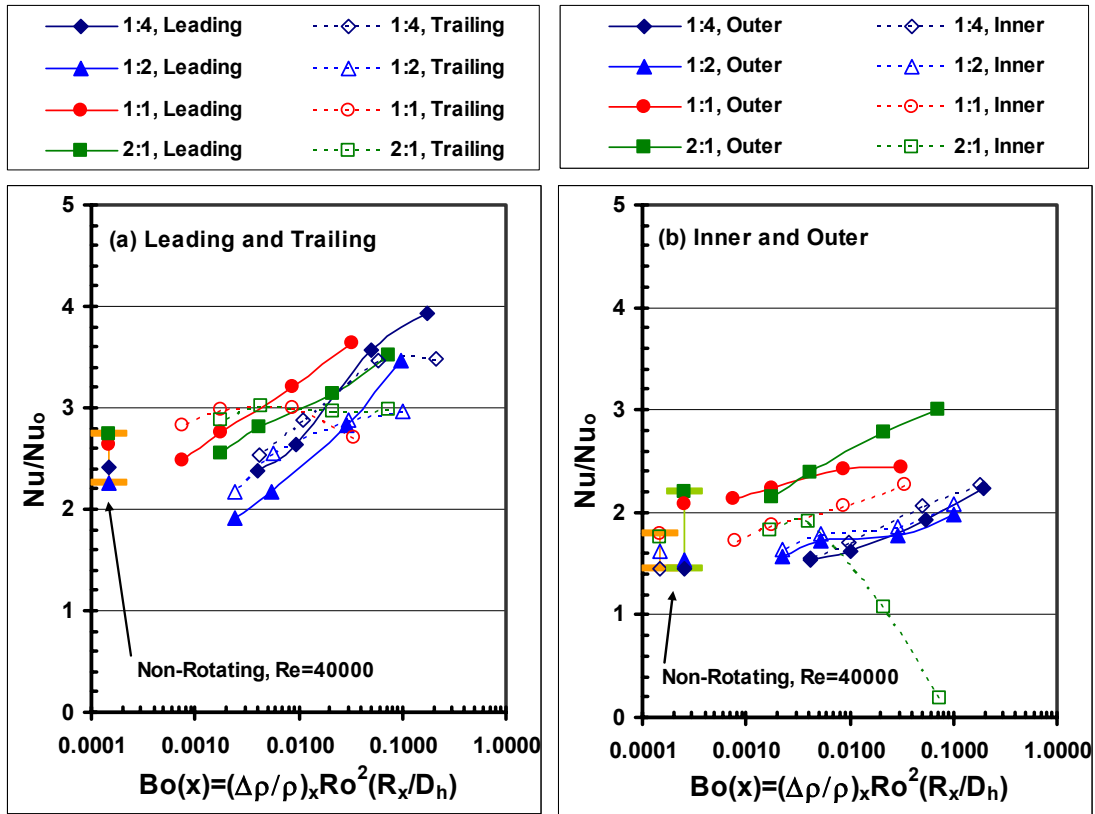 1:4, Leading
1:4, Trailing
1:2, Leading
1:2, Trailing
1:1, Leading
1:1, Trailing
2:1, Leading
2:1, Trailing
1:4, Outer
1:4, Inner
1:2, Outer
1:2, Inner
1:1, Outer
1:1, Inner
2:1, Outer
2:1, Inner
(a) Leading and Trailing
5
4
3
2
1
0
Nu/Nuₒ
Non-Rotating, Re=40000
0.0001 0.0010 0.0100 0.1000 1.0000
Bo(x)=(Δρ/ρ)ₓRo²(Rₓ/Dₕ)
(b) Inner and Outer
5
4
3
2
1
0
Nu/Nuₒ
Non-Rotating, Re=40000
0.0001 0.0010 0.0100 0.1000 1.0000
Bo(x)=(Δρ/ρ)ₓRo²(Rₓ/Dₕ)